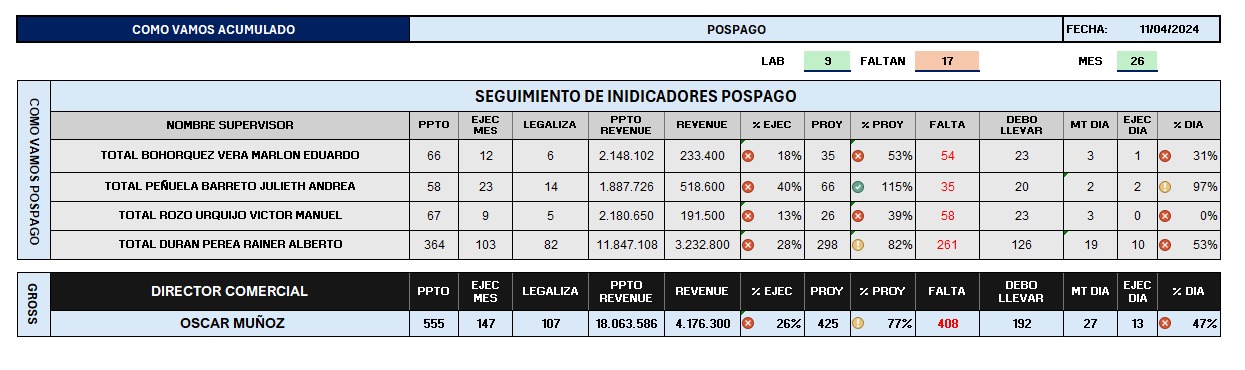 COMO VAMOS ACUMULADO POSPAGO FECHA: 11/04/2024
LAB 9 FALTAN 17 MES 26
COMO VAMOS POSPAGO
SEGUIMIENTO DE INIDICADORES POSPAGO
NOMBRE SUPERVISOR PPTO EJEC MES LEGALIZA PPTO REVENUE REVENUE % EJEC PROY % PROY FALTA DEBO LLEVAR MT DIA EJEC DIA % DIA
TOTAL BOHORQUEZ VERA MARLON EDUARDO 66 12 6 2.148.102 233.400 18% 35 53% 54 23 3 1 31%
TOTAL PEÑUELA BARRETO JULIETH ANDREA 58 23 14 1.887.726 518.600 40% 66 115% 35 20 2 2 97%
TOTAL ROZO URQUIJO VICTOR MANUEL 67 9 5 2.180.650 191.500 13% 26 39% 58 23 3 0 0%
TOTAL DURAN PEREA RAINER ALBERTO 364 103 82 11.847.108 3.232.800 28% 298 82% 261 126 19 10 53%
GROSS
DIRECTOR COMERCIAL PPTO EJEC MES LEGALIZA PPTO REVENUE REVENUE % EJEC PROY % PROY FALTA DEBO LLEVAR MT DIA EJEC DIA % DIA
OSCAR MUÑOZ 555 147 107 18.063.586 4.176.300 26% 425 77% 408 192 27 13 47%